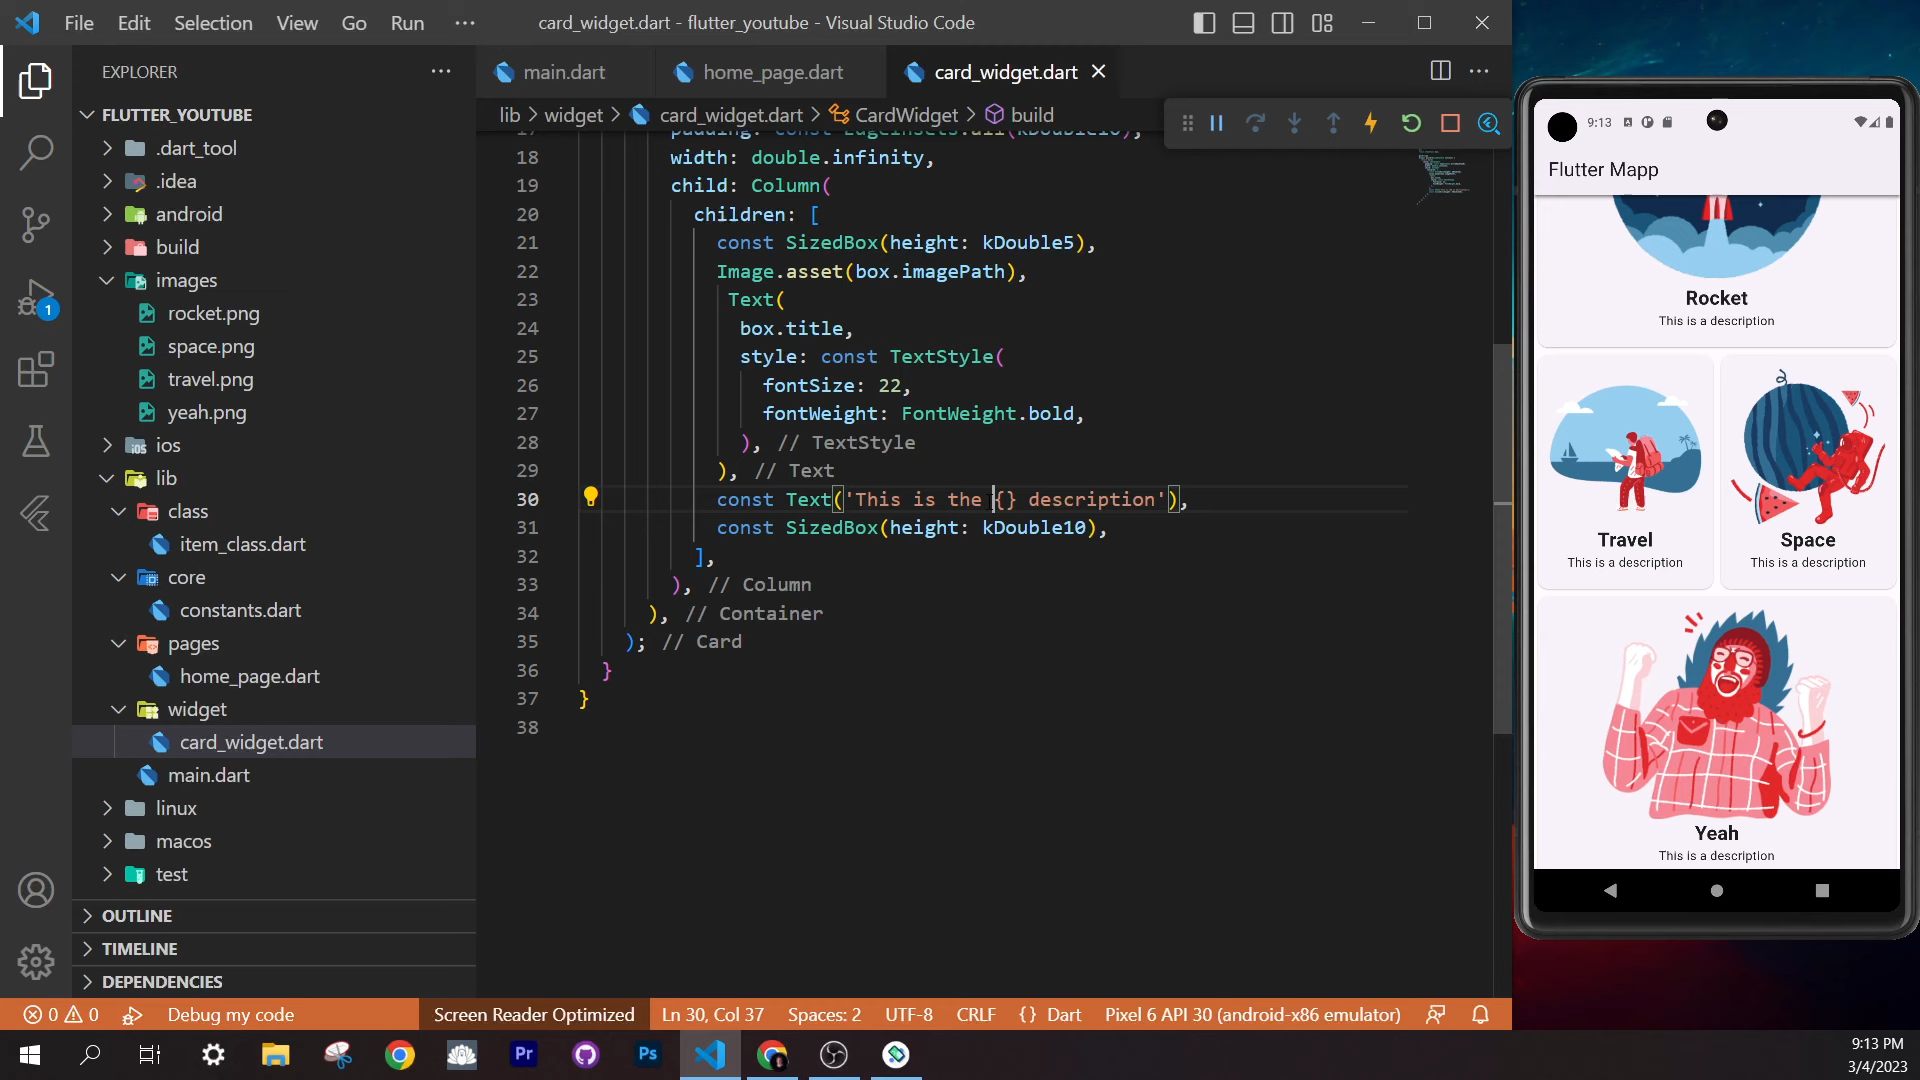 File Edit Selection View Go Run ···
card_widget.dart - flutter_youtube - Visual Studio Code
EXPLORER
FLUTTER_YOUTUBE
.dart_tool
.idea
android
build
images
rocket.png
space.png
travel.png
yeah.png
ios
lib
class
item_class.dart
core
constants.dart
pages
home_page.dart
widget
card_widget.dart
main.dart
linux
macos
test
OUTLINE
TIMELINE
DEPENDENCIES
1
main.dart home_page.dart card_widget.dart
lib > widget > card_widget.dart > CardWidget > build
17 padding: const EdgeInsets.all(kDouble10),
18 width: double.infinity,
19 child: Column(
20 children: [
21 const SizedBox(height: kDouble5),
22 Image.asset(box.imagePath),
23 Text(
24 box.title,
25 style: const TextStyle(
26 fontSize: 22,
27 fontWeight: FontWeight.bold,
28 ), // TextStyle
29 ), // Text
30 const Text('This is the {} description'),
31 const SizedBox(height: kDouble10),
32 ],
33 ), // Column
34 ), // Container
35 ); // Card
36 }
37 }
38
9:13
Flutter Mapp
Rocket
This is a description
Travel
This is a description
Space
This is a description
Yeah
This is a description
0 0 Debug my code Screen Reader Optimized Ln 30, Col 37 Spaces: 2 UTF-8 CRLF {} Dart Pixel 6 API 30 (android-x86 emulator)
Pr Ps
9:13 PM
3/4/2023